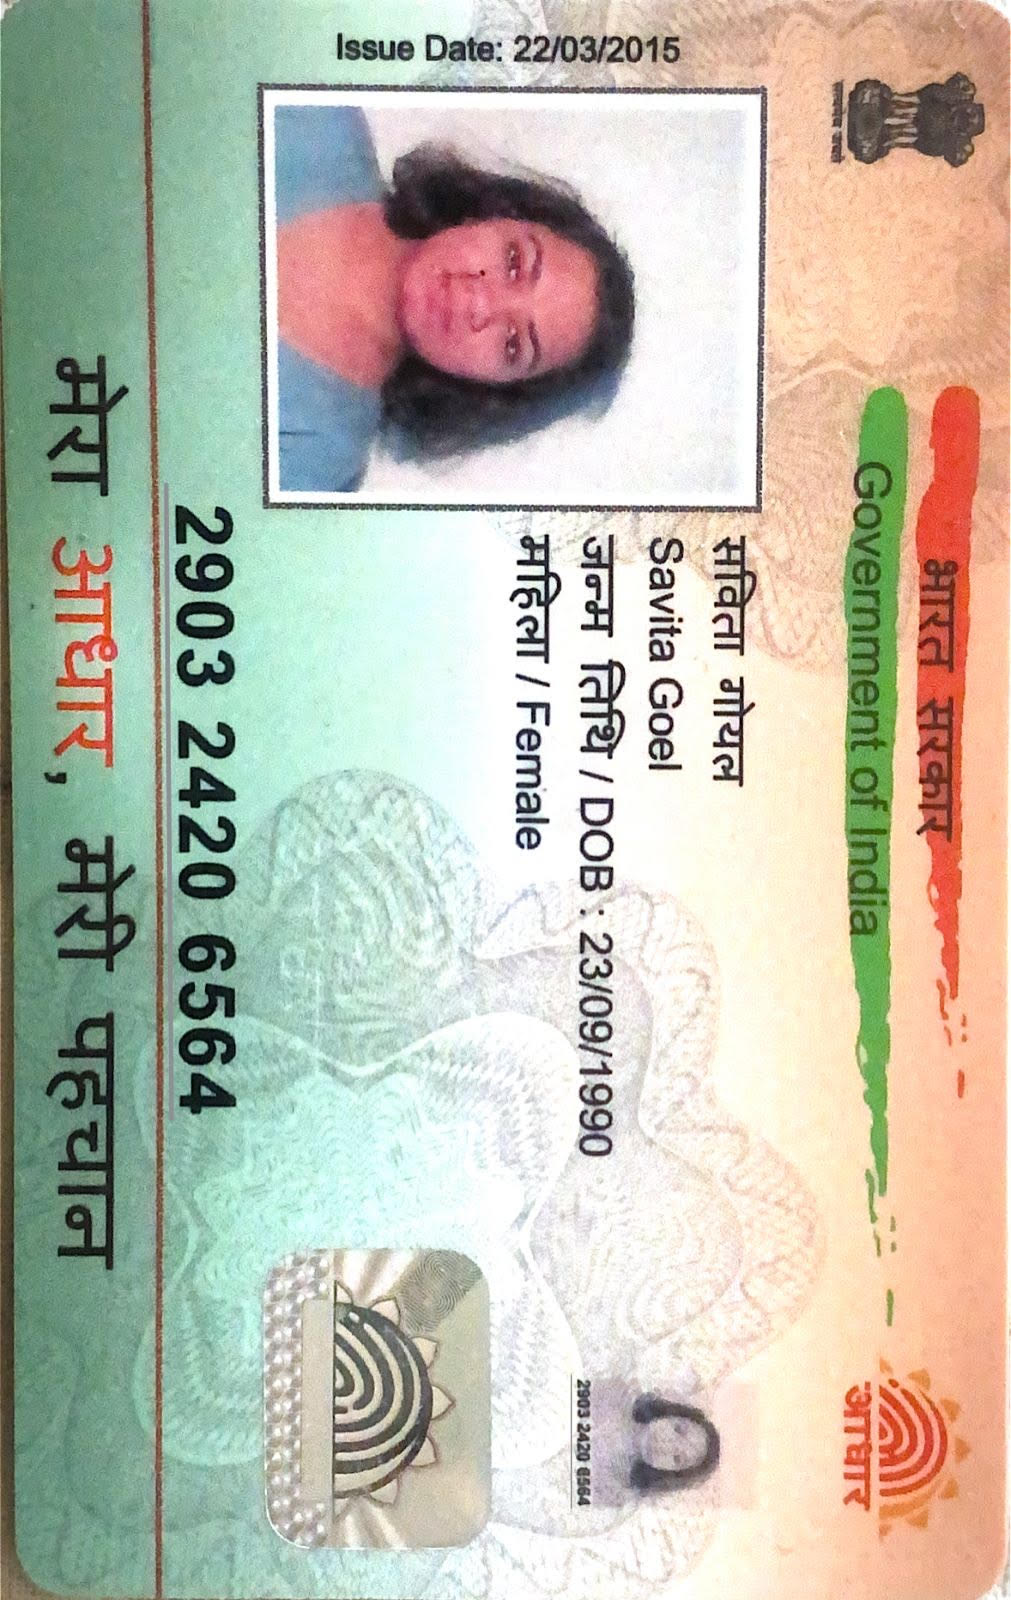 भारत सरकार
Government of India
Issue Date: 22/03/2015
सविता गोयल
Savita Goel
जन्म तिथि / DOB : 23/09/1990
महिला / Female
आधार
2903 2420 6564
2903 2420 6564
मेरा आधार, मेरी पहचान